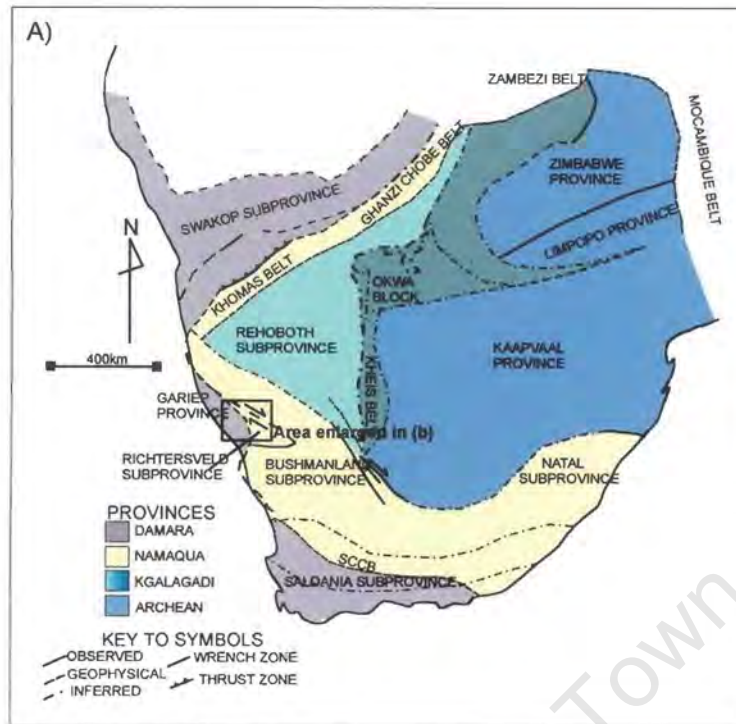 A)
ZAMBEZI BELT
MOCAMBIQUE BELT
ZIMBABWE
PROVINCE
GHANZI CHOBE BELT
SWAKOP SUBPROVINCE
LIMPOPO PROVINCE
N
KHOMAS BELT
OKWA
BLOCK
REHOBOTH
SUBPROVINCE
KAAPVAAL
PROVINCE
400km
KHEIS BELT
GARIEP
PROVINCE
Area enlarged in (b)
RICHTERSVELD
SUBPROVINCE
BUSHMANLAND
SUBPROVINCE
NATAL
SUBPROVINCE
PROVINCES
DAMARA
NAMAQUA
KGALAGADI
ARCHEAN
SCCB
SALDANIA SUBPROVINCE
KEY TO SYMBOLS
OBSERVED
WRENCH ZONE
GEOPHYSICAL
THRUST ZONE
INFERRED
Town